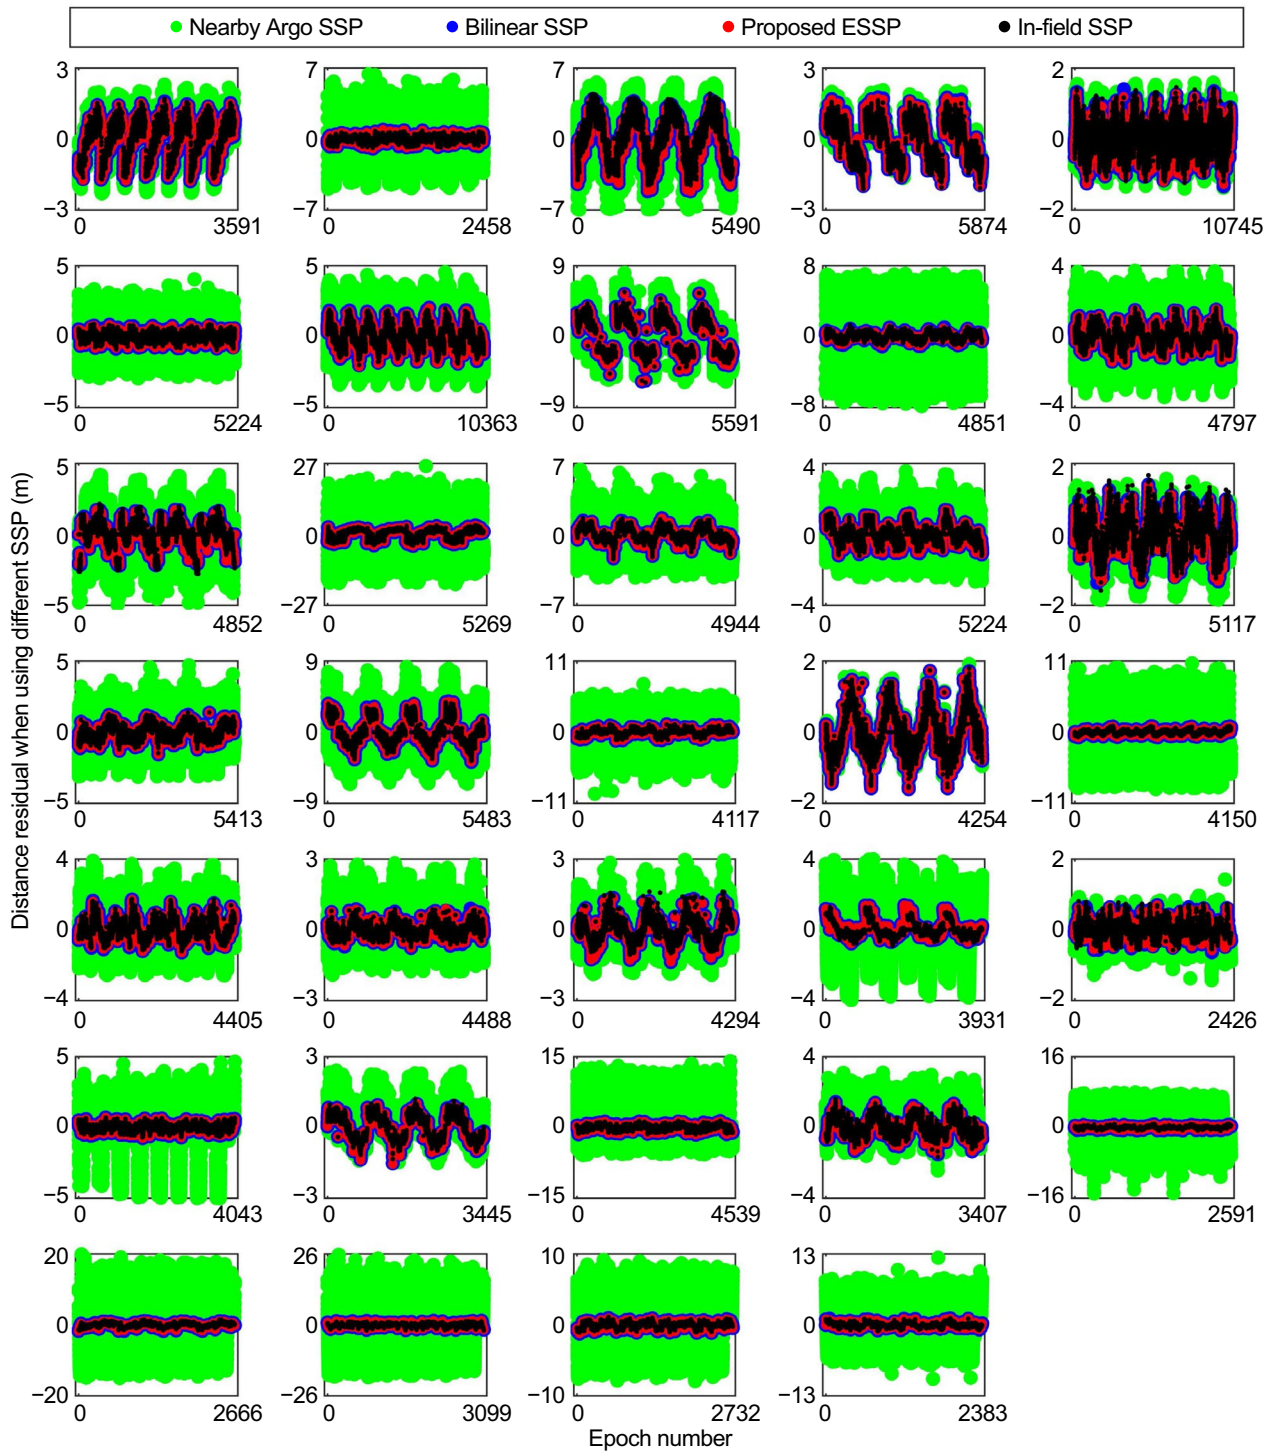 Nearby Argo SSP Bilinear SSP Proposed ESSP In-field SSP
3 7 7 3 2
0 0 0 0 0
−3 −7 −7 −3 −2
0 3591 0 2458 0 5490 0 5874 0 10745
5 5 9 8 4
0 0 0 0 0
−5 −5 −9 −8 −4
0 5224 0 10363 0 5591 0 4851 0 4797
5 27 7 4 2
0 0 0 0 0
−5 −27 −7 −4 −2
0 4852 0 5269 0 4944 0 5224 0 5117
Distance residual when using different SSP (m)
5 9 11 2 11
0 0 0 0 0
−5 −9 −11 −2 −11
0 5413 0 5483 0 4117 0 4254 0 4150
4 3 3 4 2
0 0 0 0 0
−4 −3 −3 −4 −2
0 4405 0 4488 0 4294 0 3931 0 2426
5 3 15 4 16
0 0 0 0 0
−5 −3 −15 −4 −16
0 4043 0 3445 0 4539 0 3407 0 2591
20 26 10 13
0 0 0 0
−20 −26 −10 −13
0 2666 0 3099 0 2732 0 2383
Epoch number